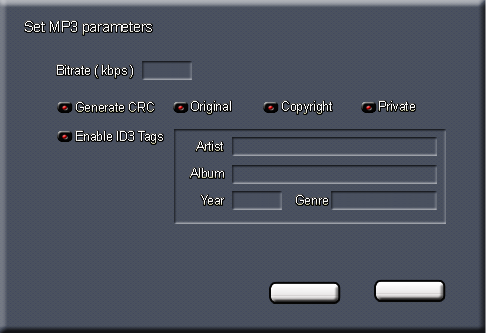 Set MP3 parameters
Bitrate ( kbps )
Generate CRC Original Copyright Private
Enable ID3 Tags
Artist
Album
Year Genre